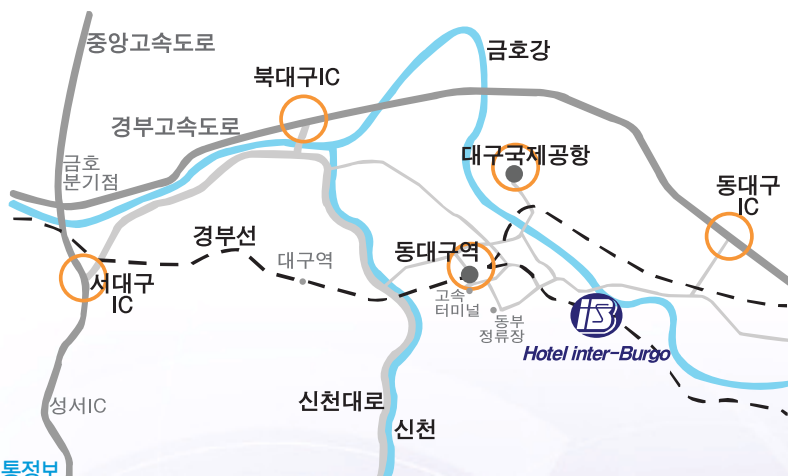 중앙고속도로
금호강
북대구IC
경부고속도로
대구국제공항
금호
분기점
동대구
IC
경부선
동대구역
대구역
서대구
IC
고속
터미널
동부
정류장
Hotel inter-Burgo
성서IC
신천대로
신천
통정보